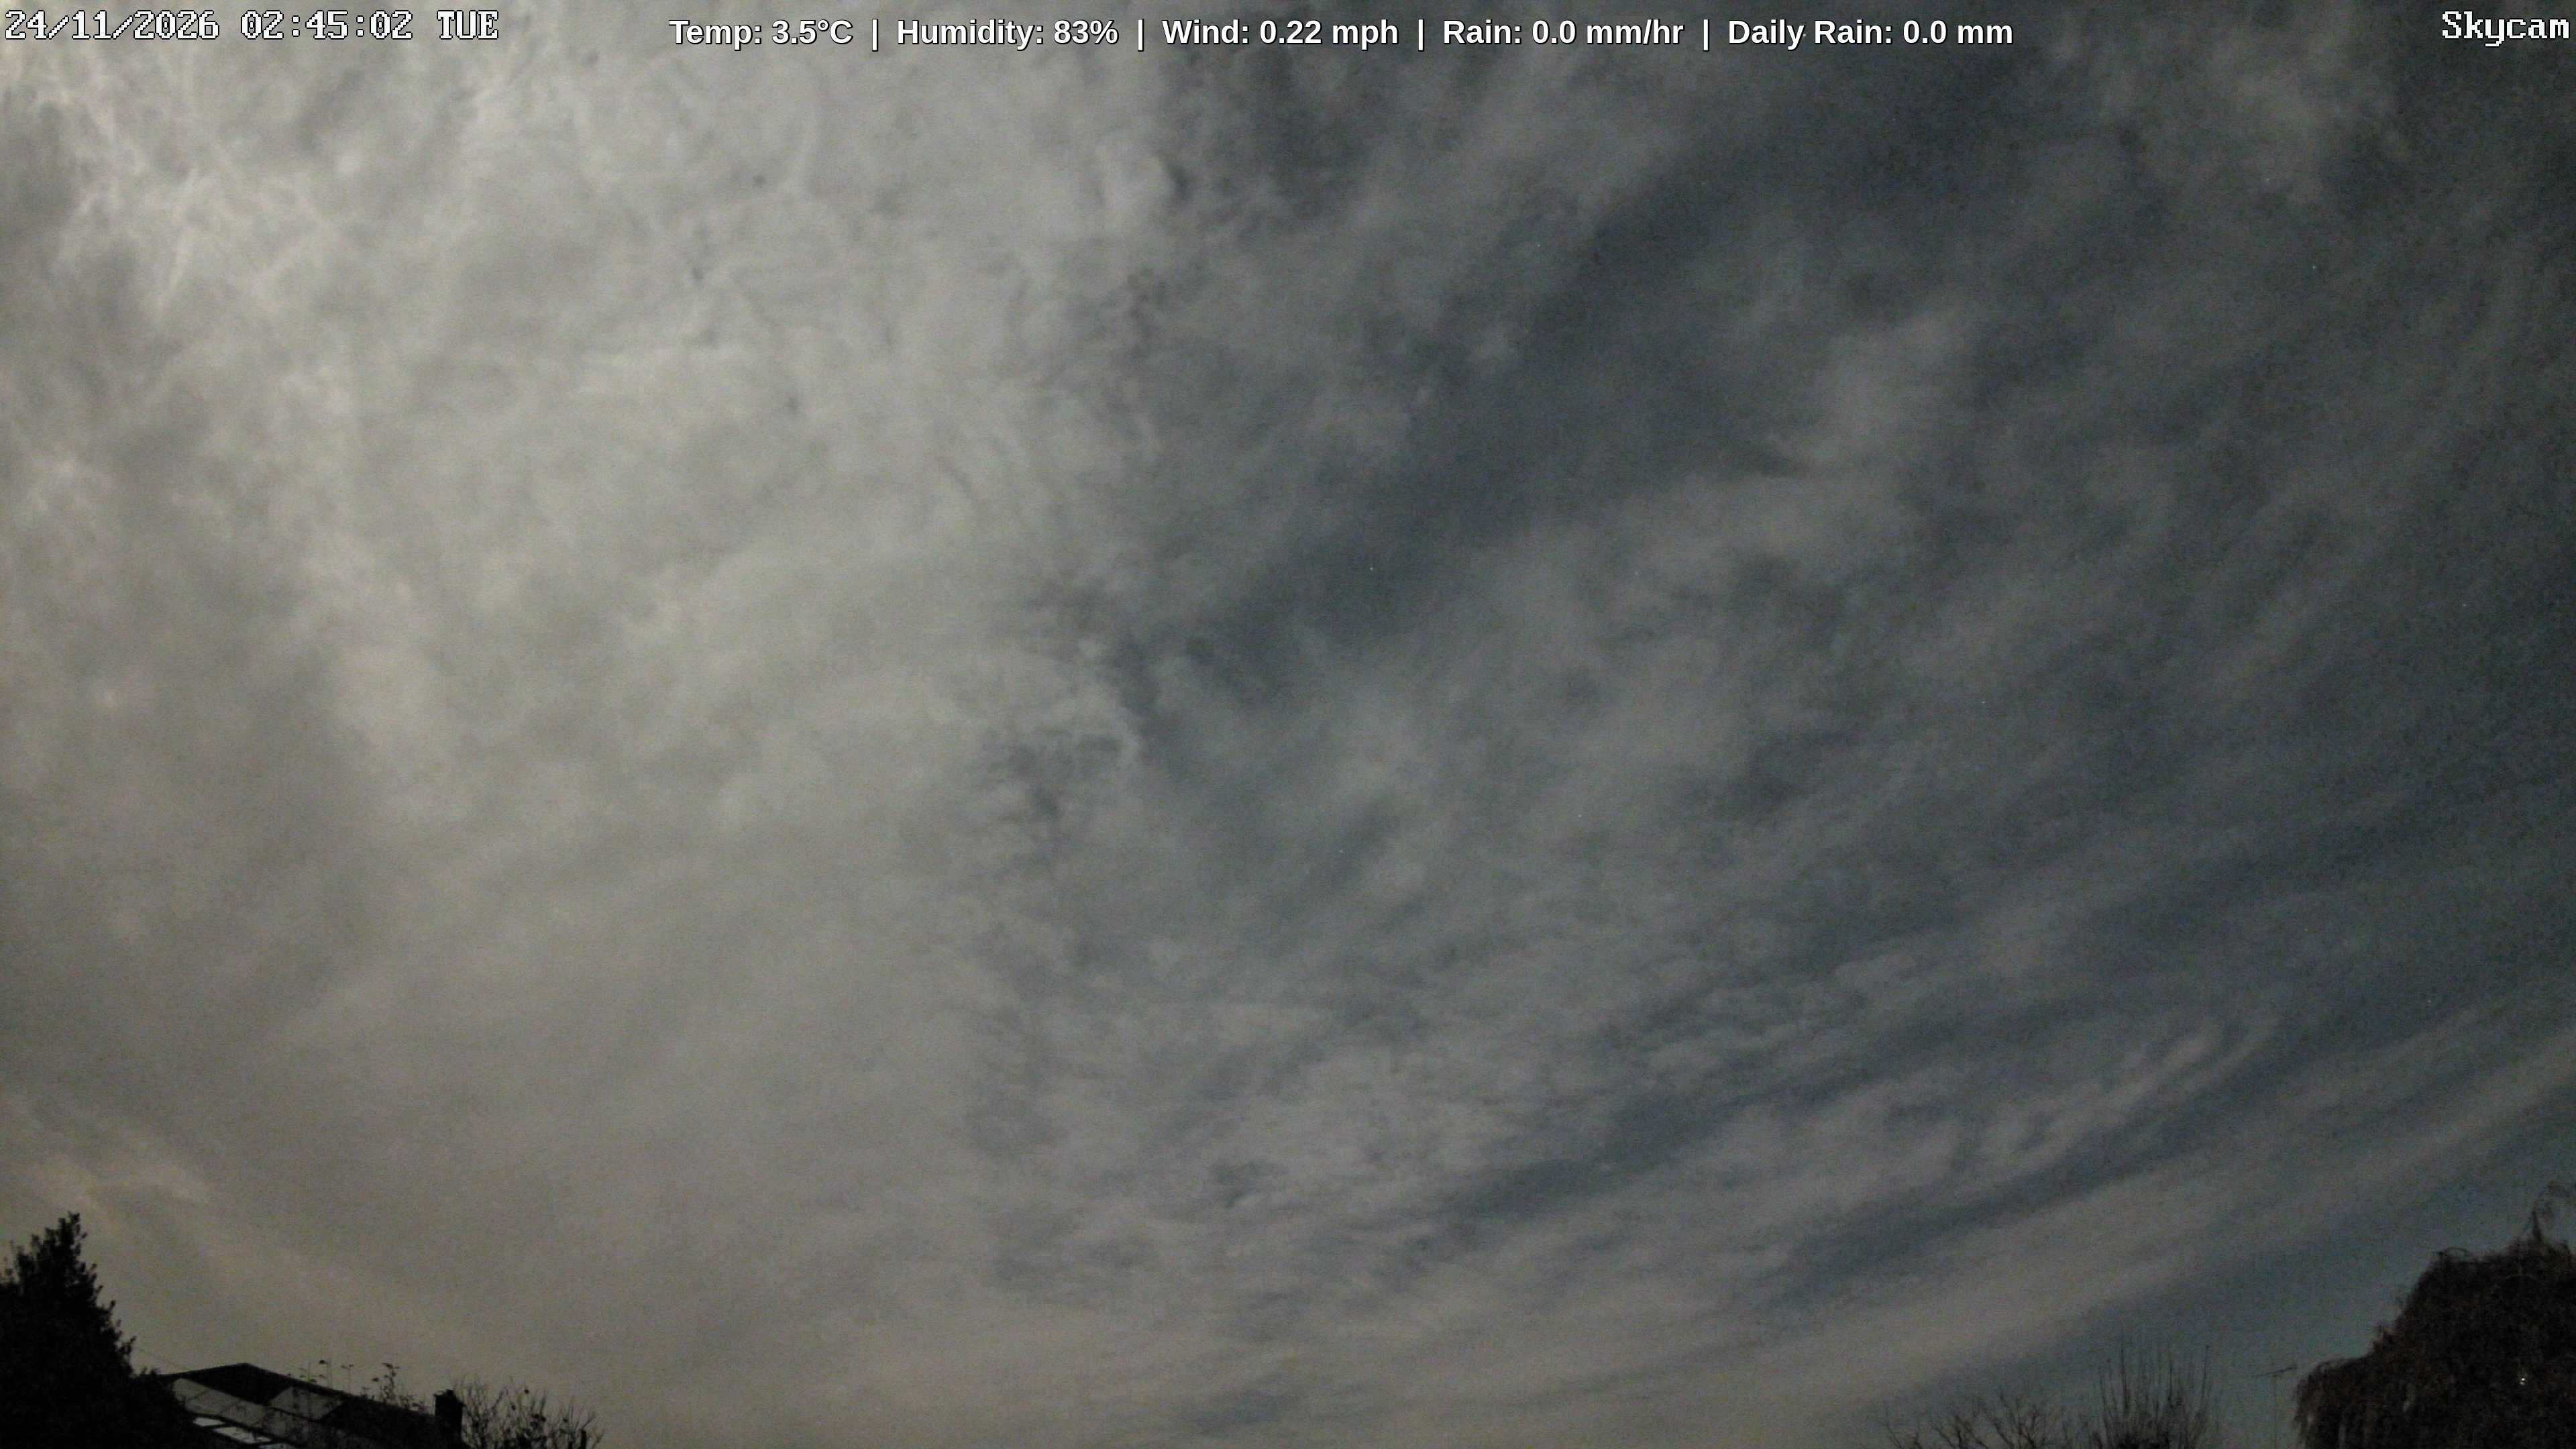 24/11/2026 02:45:02 TUE
Temp: 3.5°C | Humidity: 83% | Wind: 0.22 mph | Rain: 0.0 mm/hr | Daily Rain: 0.0 mm
Skycam